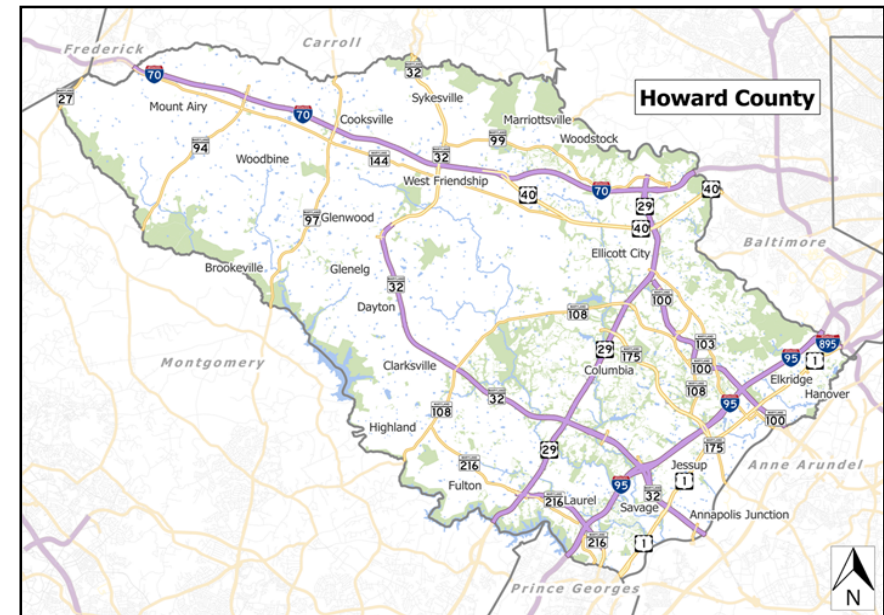 Frederick
Carroll
Howard County
70
32
27
Mount Airy
70
Cooksville
Sykesville
Marriottsville
Woodstock
94
Woodbine
144
32
99
West Friendship
40
70
29
40
40
97
Glenwood
Ellicott City
Baltimore
Brookeville
Glenelg
32
Dayton
108
100
Montgomery
29
175
103
Columbia
100
95
895
1
Clarksville
32
108
95
Elkridge
Hanover
108
100
Highland
29
175
216
Jessup
Anne Arundel
Fulton
95
1
32
216
Laurel
Savage
Annapolis Junction
216
1
Prince Georges
N